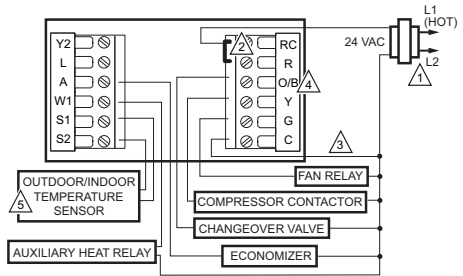 L1
(HOT)
24 VAC
L2
1
Y2
L
A
W1
S1
S2
2
RC
R
O/B
Y
G
C
4
3
FAN RELAY
5
OUTDOOR/INDOOR
TEMPERATURE
SENSOR
COMPRESSOR CONTACTOR
CHANGEOVER VALVE
AUXILIARY HEAT RELAY
ECONOMIZER